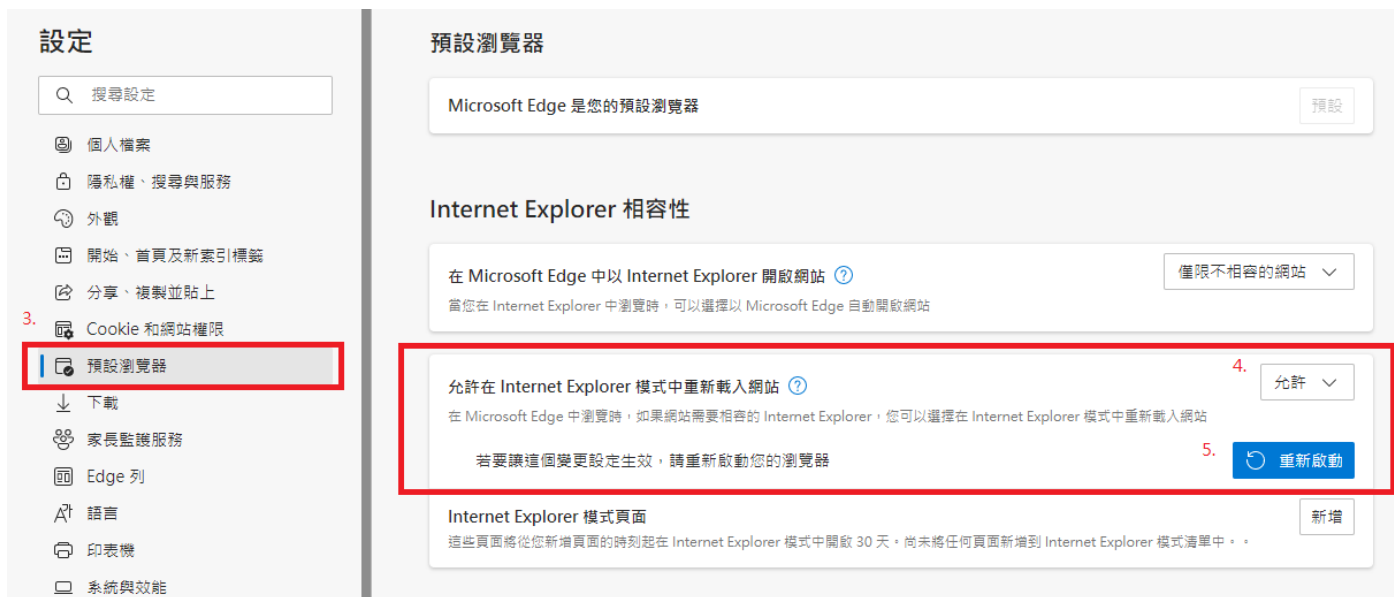 設定
搜尋設定
個人檔案
隱私權、搜尋與服務
外觀
開始、首頁及新索引標籤
分享、複製並貼上
3.
Cookie 和網站權限
預設瀏覽器
下載
家長監護服務
Edge 列
語言
印表機
系統與效能
預設瀏覽器
Microsoft Edge 是您的預設瀏覽器
預設
Internet Explorer 相容性
在 Microsoft Edge 中以 Internet Explorer 開啟網站
僅限不相容的網站
當您在 Internet Explorer 中瀏覽時，可以選擇以 Microsoft Edge 自動開啟網站
允許在 Internet Explorer 模式中重新載入網站
4.
允許
在 Microsoft Edge 中瀏覽時，如果網站需要相容的 Internet Explorer，您可以選擇在 Internet Explorer 模式中重新載入網站
若要讓這個變更設定生效，請重新啟動您的瀏覽器
5.
重新啟動
Internet Explorer 模式頁面
新增
這些頁面將從您新增頁面的時刻起在 Internet Explorer 模式中開啟 30 天。尚未將任何頁面新增到 Internet Explorer 模式清單中。。